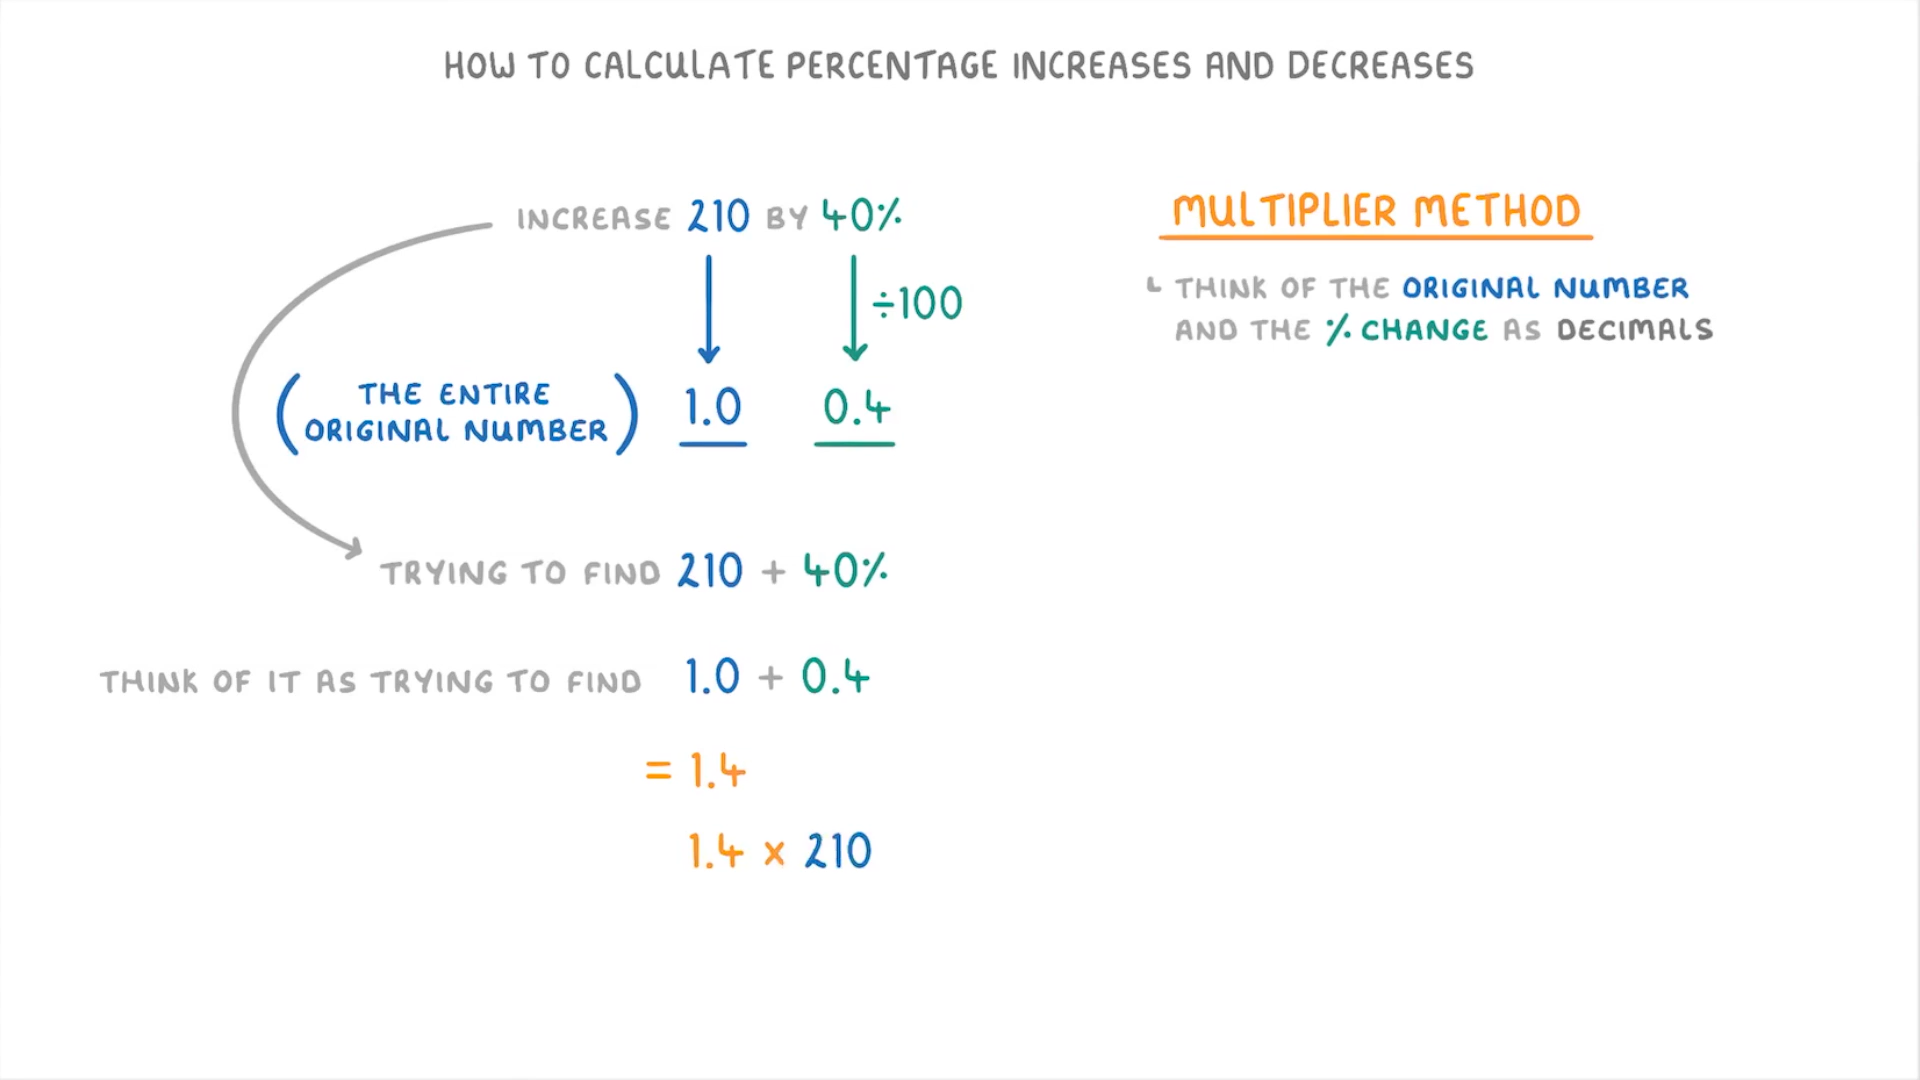 HOW TO CALCULATE PERCENTAGE INCREASES AND DECREASES
INCREASE 210 BY 40%
÷100
(THE ENTIRE
ORIGINAL NUMBER)
1.0 0.4
TRYING TO FIND 210 + 40%
THINK OF IT AS TRYING TO FIND 1.0 + 0.4
= 1.4
1.4 x 210
MULTIPLIER METHOD
THINK OF THE ORIGINAL NUMBER
AND THE % CHANGE AS DECIMALS